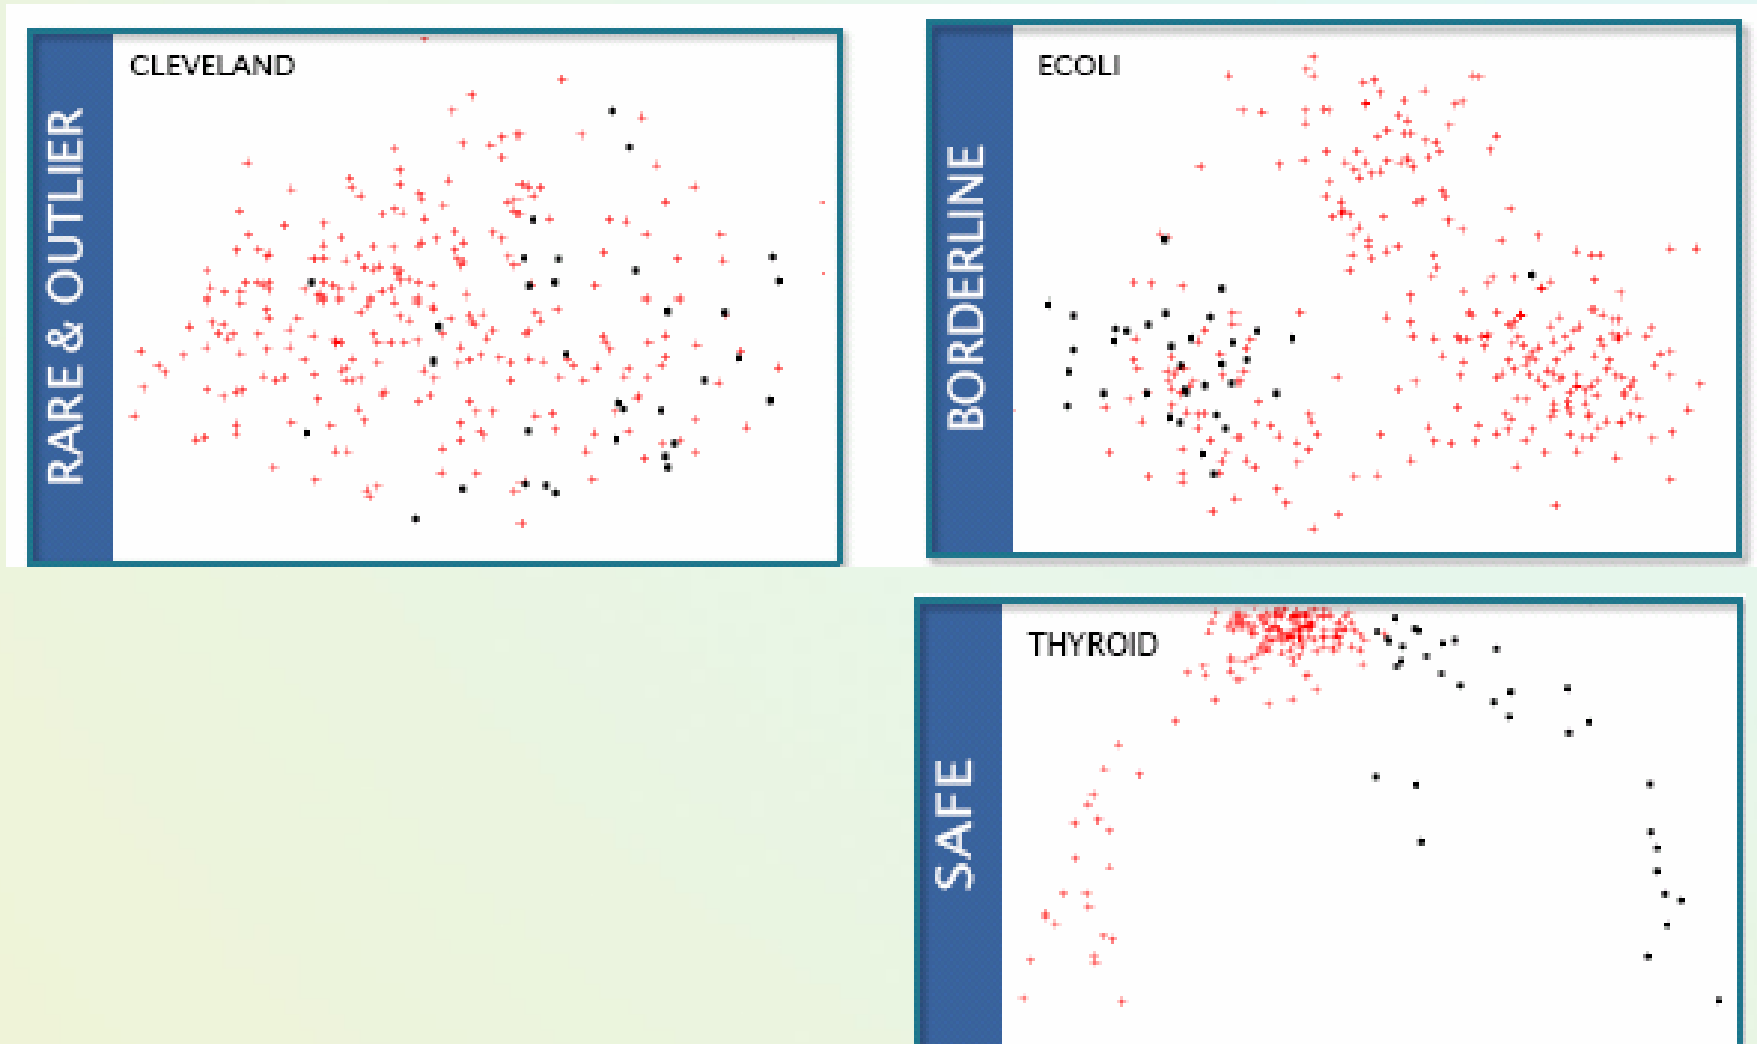 RARE & OUTLIER
CLEVELAND
BORDERLINE
ECOLI
SAFE
THYROID